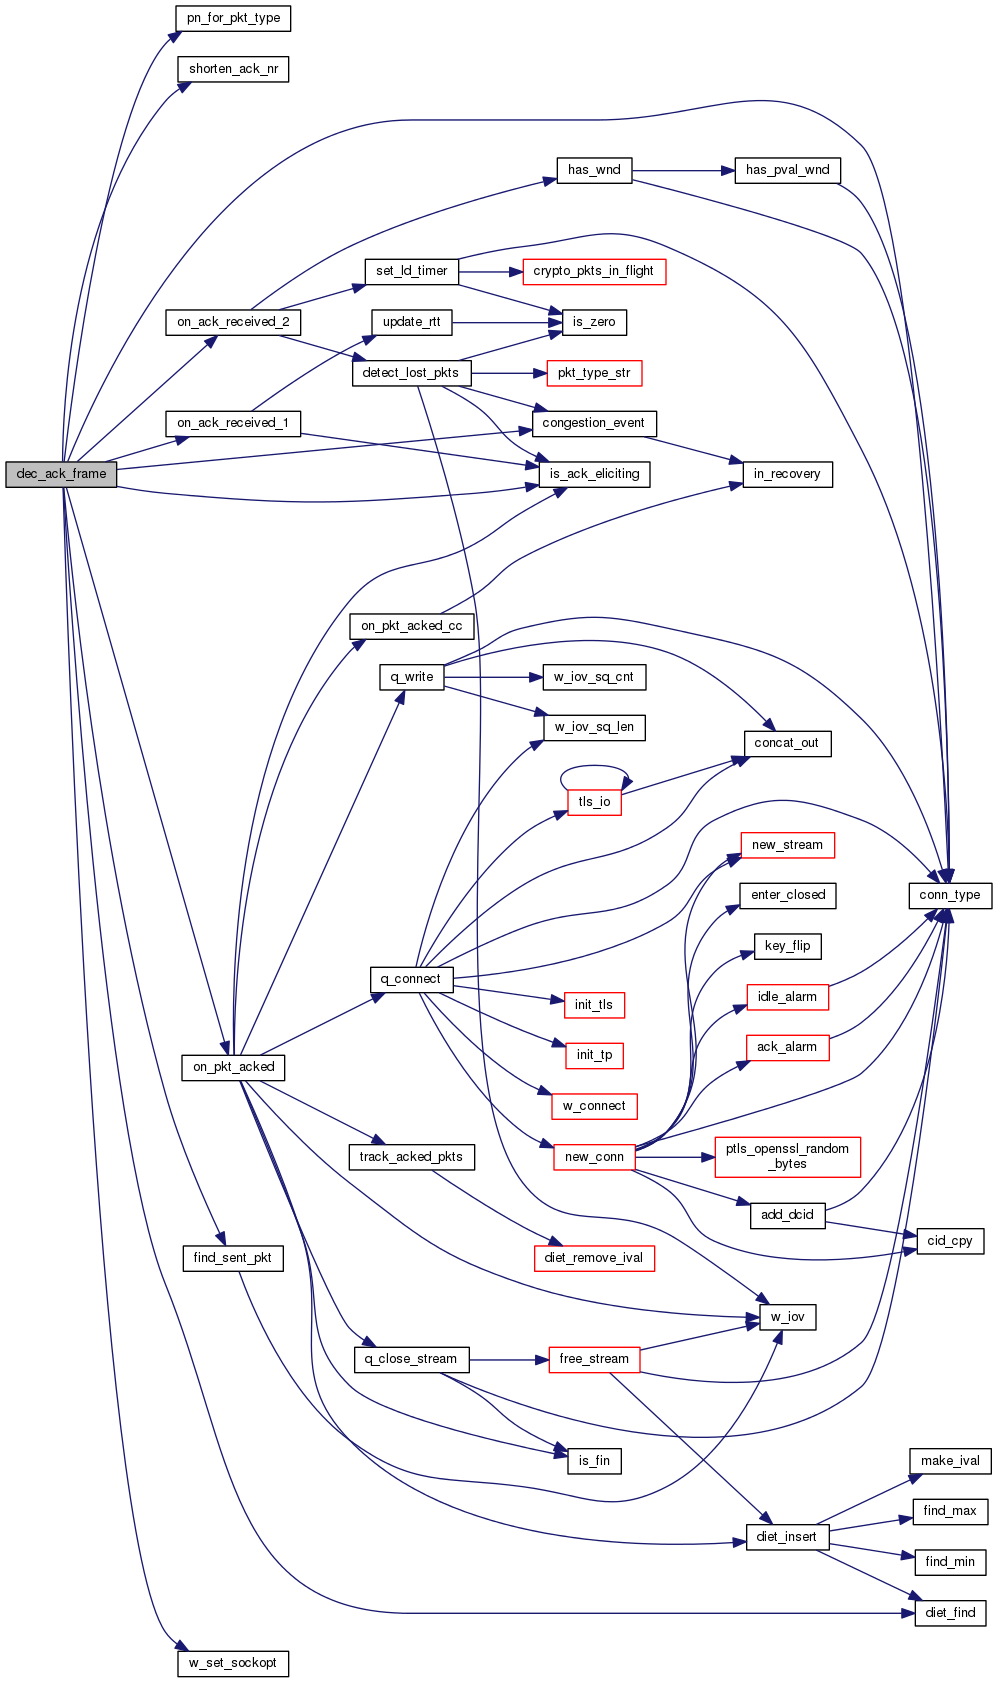 pn_for_pkt_type
shorten_ack_nr
has_wnd
has_pval_wnd
set_ld_timer
crypto_pkts_in_flight
on_ack_received_2
update_rtt
is_zero
detect_lost_pkts
pkt_type_str
on_ack_received_1
congestion_event
dec_ack_frame
is_ack_eliciting
in_recovery
on_pkt_acked_cc
q_write
w_iov_sq_cnt
w_iov_sq_len
concat_out
tls_io
new_stream
enter_closed
conn_type
key_flip
q_connect
init_tls
idle_alarm
init_tp
ack_alarm
on_pkt_acked
w_connect
track_acked_pkts
new_conn
ptls_openssl_random
_bytes
add_dcid
cid_cpy
find_sent_pkt
diet_remove_ival
w_iov
q_close_stream
free_stream
is_fin
make_ival
find_max
diet_insert
find_min
diet_find
w_set_sockopt